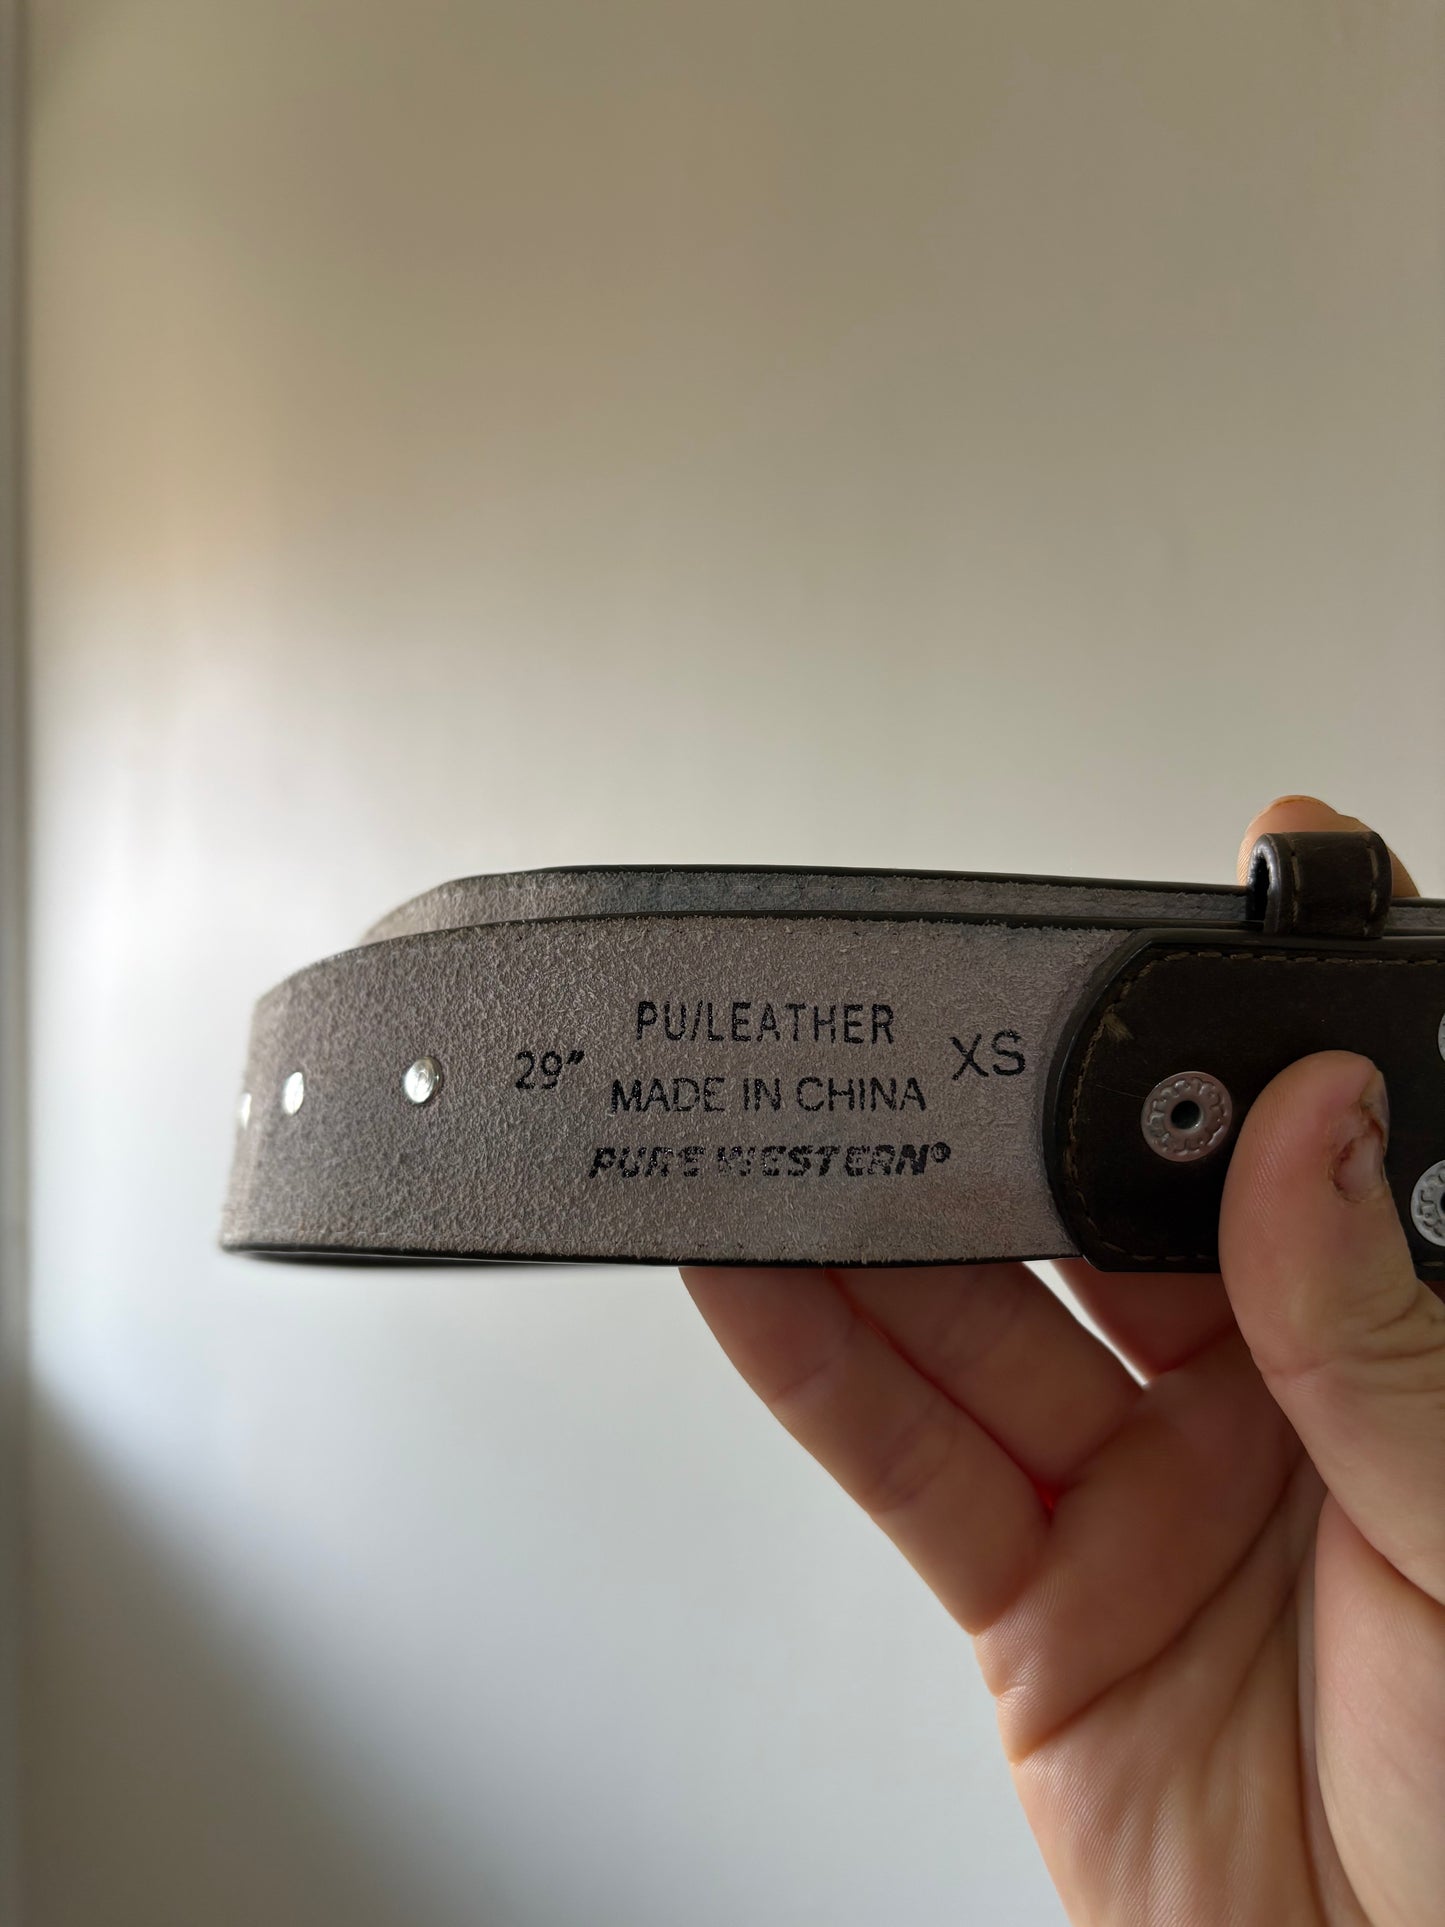 29"
PU/LEATHER
MADE IN CHINA
PURE WESTERN®
XS